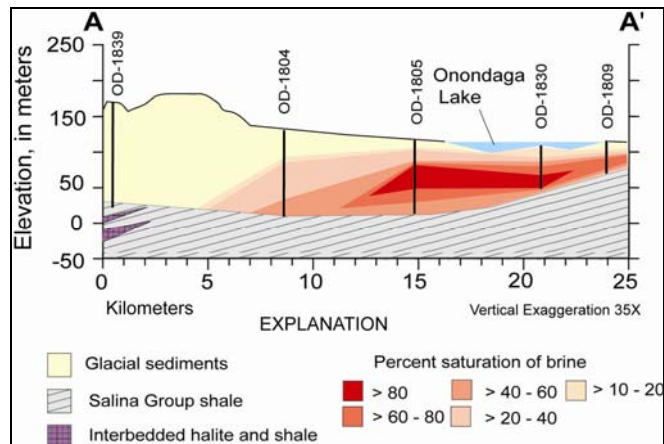 A A'
250
150
50
0
-50
Elevation, in meters
OD-1839
OD-1804
OD-1805
Onondaga
Lake
OD-1830
OD-1809
0 5 10 15 20 25
Kilometers
Vertical Exaggeration 35X
EXPLANATION
Glacial sediments
Salina Group shale
Interbedded halite and shale
Percent saturation of brine
> 80
> 60 - 80
> 40 - 60
> 20 - 40
> 10 - 20